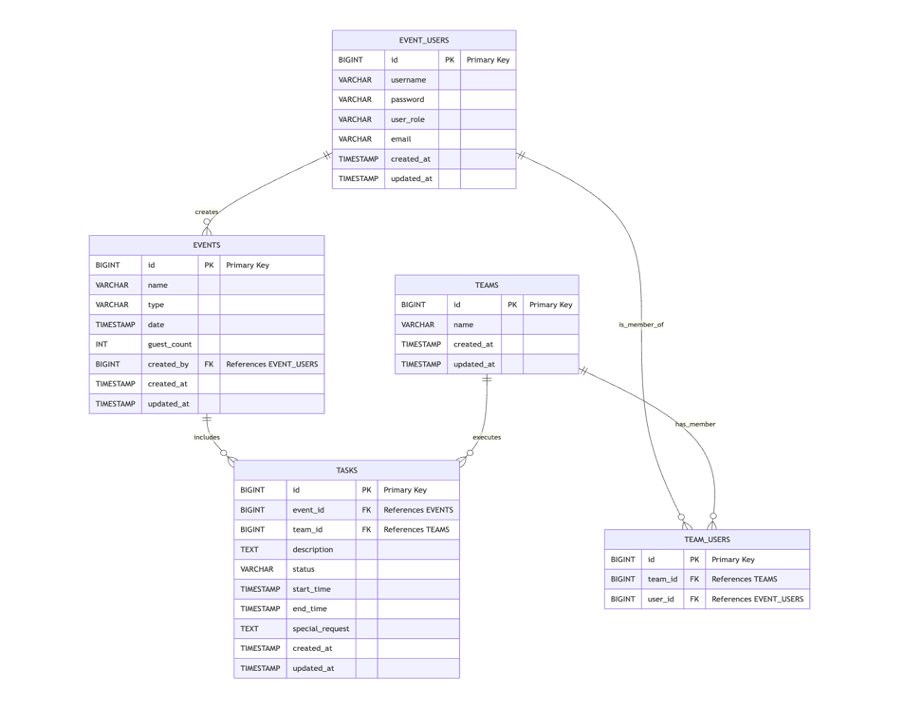 EVENT_USERS
BIGINT id PK Primary Key
VARCHAR username
VARCHAR password
VARCHAR user_role
VARCHAR email
TIMESTAMP created_at
TIMESTAMP updated_at
creates
EVENTS
BIGINT id PK Primary Key
VARCHAR name
VARCHAR type
TIMESTAMP date
INT guest_count
BIGINT created_by FK References EVENT_USERS
TIMESTAMP created_at
TIMESTAMP updated_at
TEAMS
BIGINT id PK Primary Key
VARCHAR name
TIMESTAMP created_at
TIMESTAMP updated_at
is_member_of
has_member
includes
executes
TASKS
BIGINT id PK Primary Key
BIGINT event_id FK References EVENTS
BIGINT team_id FK References TEAMS
TEXT description
VARCHAR status
TIMESTAMP start_time
TIMESTAMP end_time
TEXT special_request
TIMESTAMP created_at
TIMESTAMP updated_at
TEAM_USERS
BIGINT id PK Primary Key
BIGINT team_id FK References TEAMS
BIGINT user_id FK References EVENT_USERS